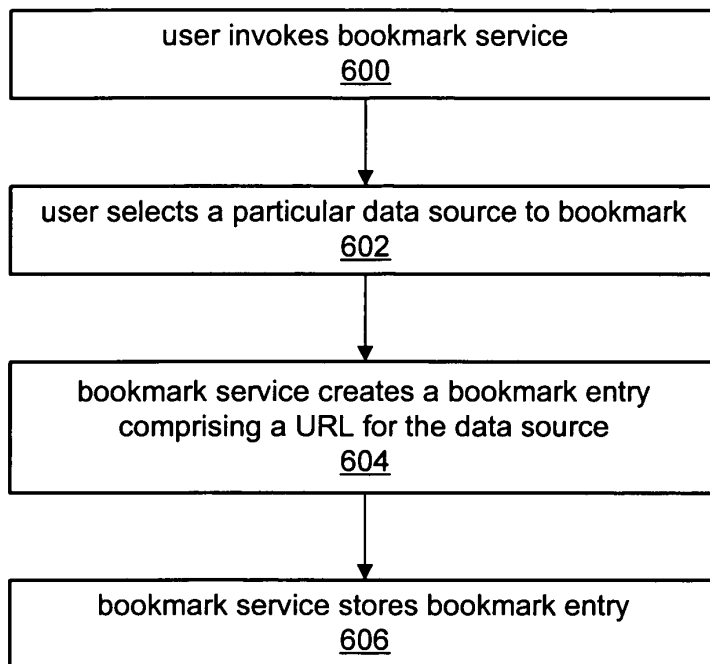 user invokes bookmark service
600
user selects a particular data source to bookmark
602
bookmark service creates a bookmark entry
comprising a URL for the data source
604
bookmark service stores bookmark entry
606